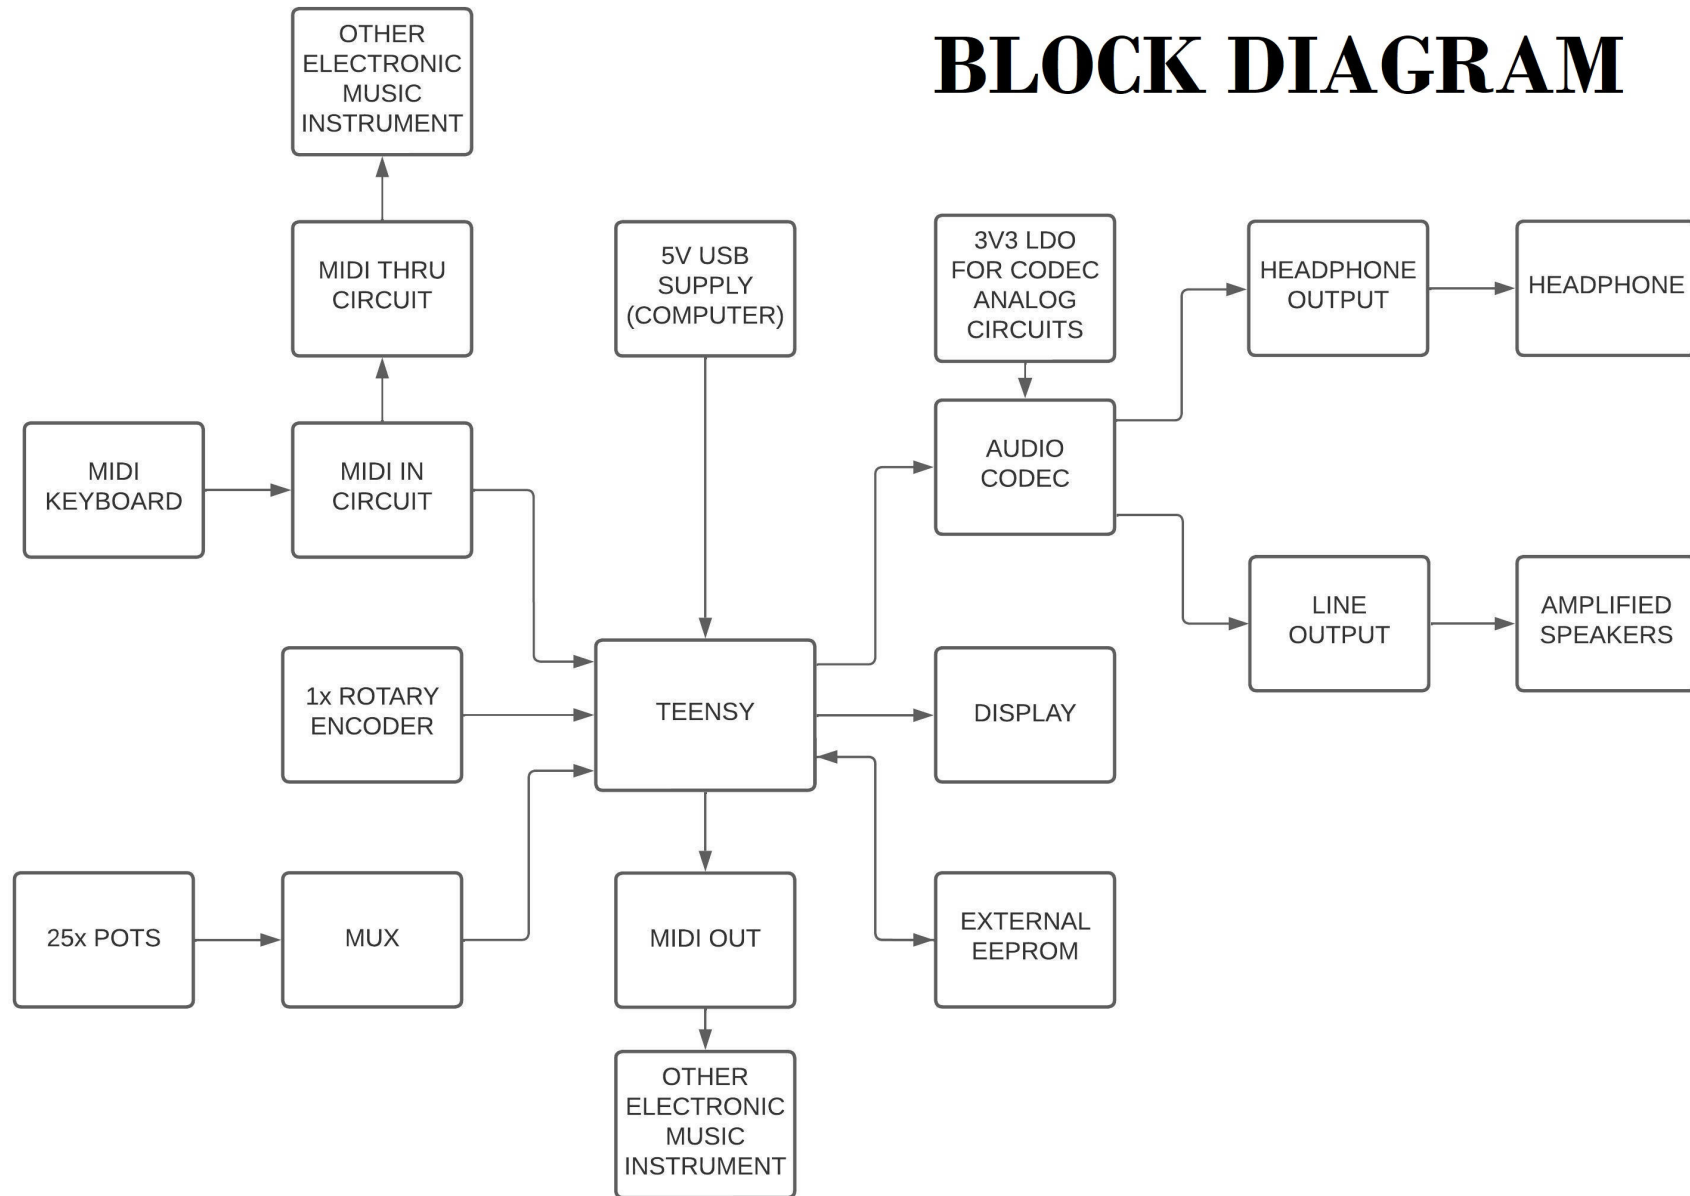 BLOCK DIAGRAM
OTHER
ELECTRONIC
MUSIC
INSTRUMENT
MIDI THRU
CIRCUIT
5V USB
SUPPLY
(COMPUTER)
3V3 LDO
FOR CODEC
ANALOG
CIRCUITS
HEADPHONE
OUTPUT
HEADPHONE
MIDI
KEYBOARD
MIDI IN
CIRCUIT
AUDIO
CODEC
LINE
OUTPUT
AMPLIFIED
SPEAKERS
1x ROTARY
ENCODER
TEENSY
DISPLAY
25x POTS
MUX
MIDI OUT
EXTERNAL
EEPROM
OTHER
ELECTRONIC
MUSIC
INSTRUMENT